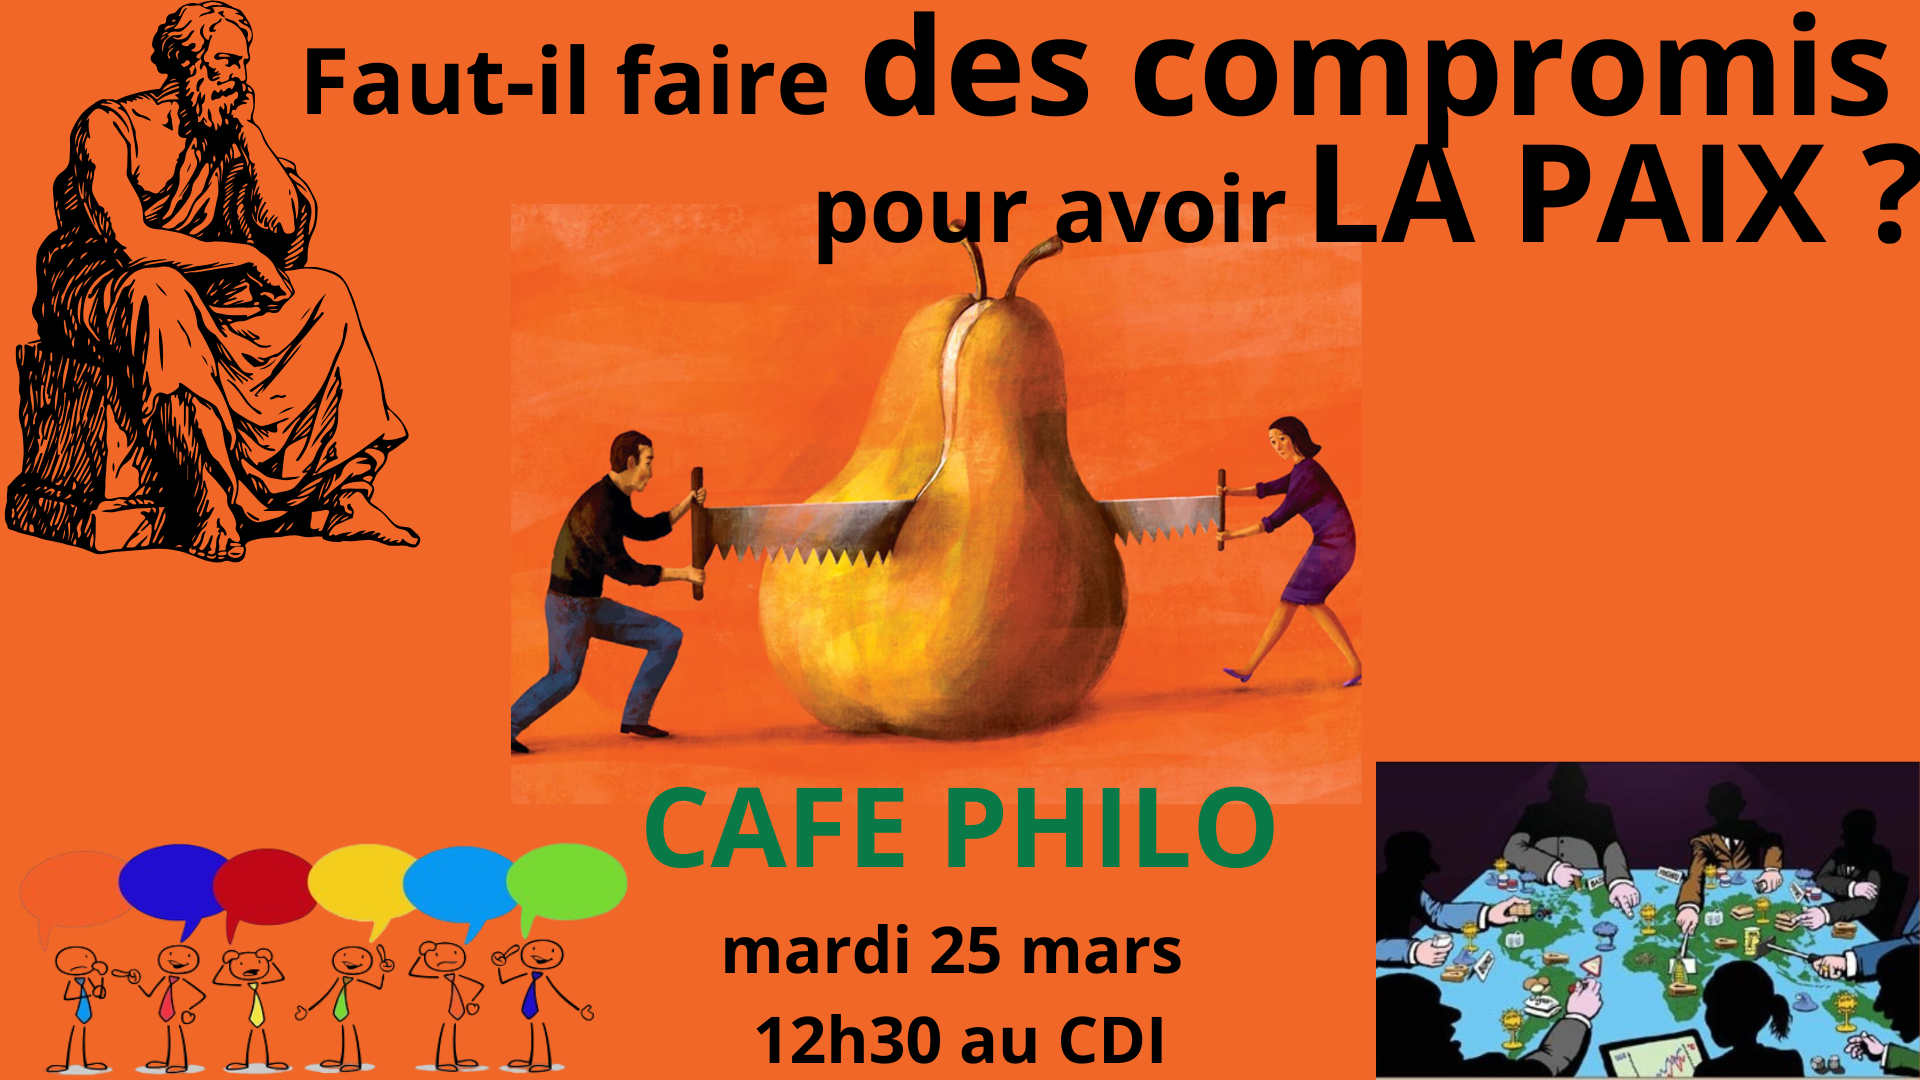 Faut-il faire des compromis
pour avoir LA PAIX ?
CAFE PHILO
mardi 25 mars
12h30 au CDI